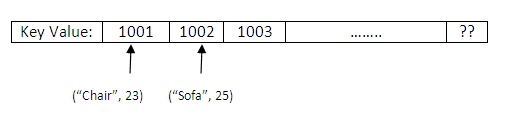 Key Value: 1001 1002 1003 ........ ??
(“Chair”, 23) (“Sofa”, 25)